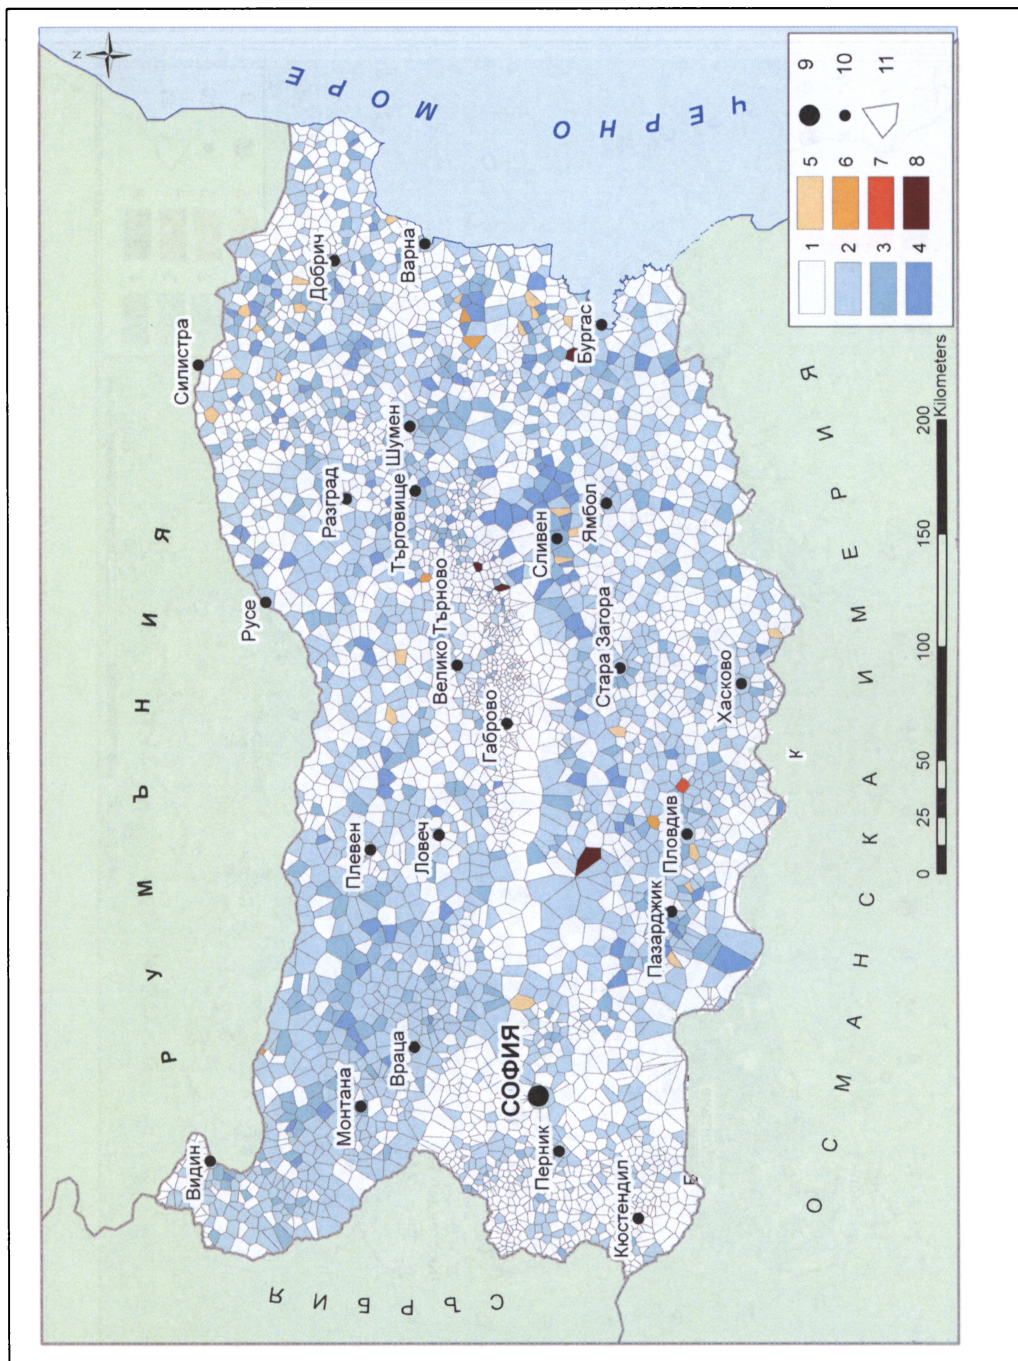 N
РУМЪНИЯ
СЪРБИЯ
ЧЕРНО
МОРЕ
ОСМАНСКА ИМЕРИЯ
К
Видин
Монтана
Враца
СОФИЯ
Перник
Кюстендил
Плевен
Ловеч
Пазарджик
Пловдив
Русе
Велико Търново
Габрово
Стара Загора
Хасково
Силистра
Разград
Търговище
Шумен
Сливен
Ямбол
Добрич
Варна
Бургас
0 25 50 100 150 200
Kilometers
1 5 9
2 6 10
3 7 11
4 8